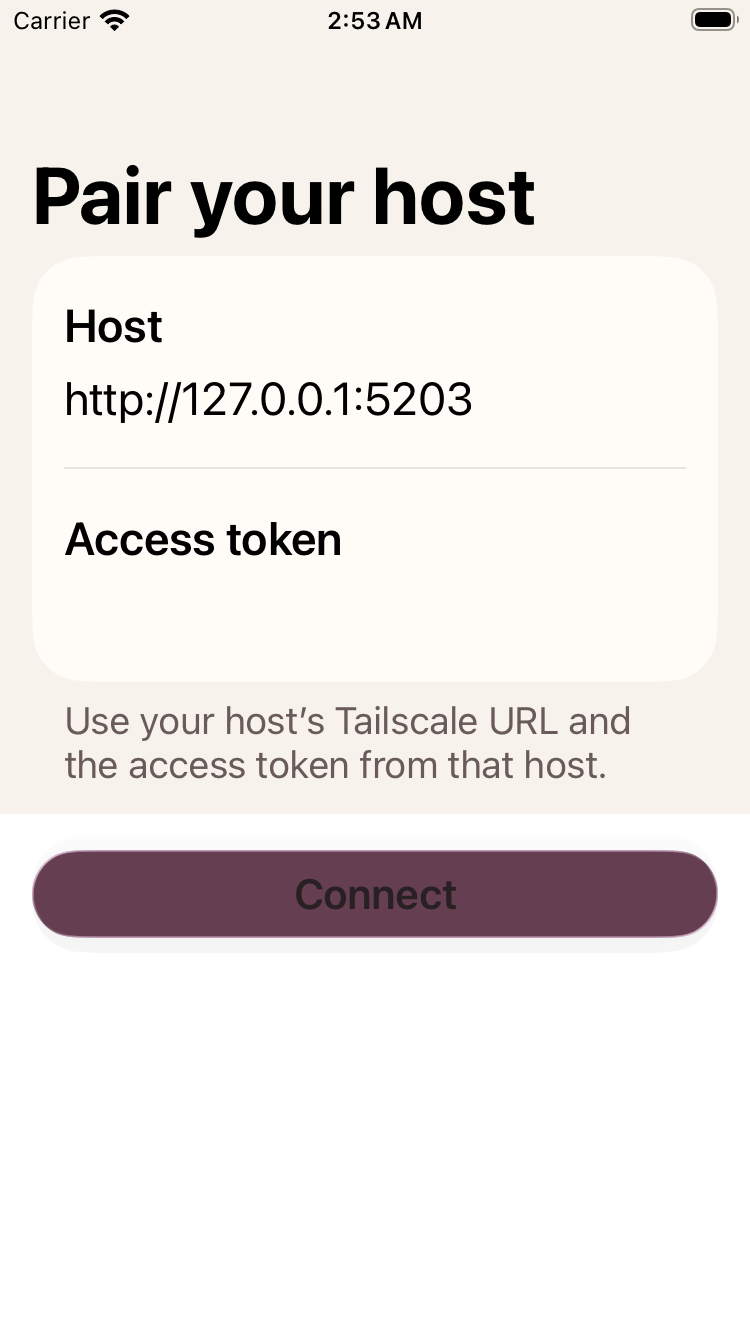 Carrier 2:53 AM
Pair your host
Host
http://127.0.0.1:5203
Access token
Use your host’s Tailscale URL and
the access token from that host.
Connect